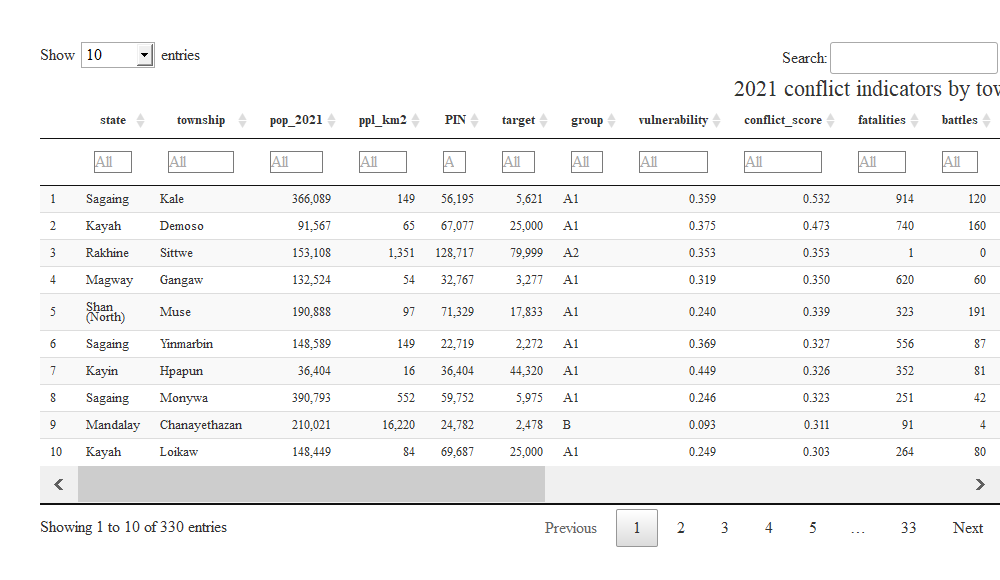 Show 10 entries
Search:
2021 conflict indicators by tow
state township pop_2021 ppl_km2 PIN target group vulnerability conflict_score fatalities battles
All All All All A All All All All All All
1 Sagaing Kale 366,089 149 56,195 5,621 A1 0.359 0.532 914 120
2 Kayah Demoso 91,567 65 67,077 25,000 A1 0.375 0.473 740 160
3 Rakhine Sittwe 153,108 1,351 128,717 79,999 A2 0.353 0.353 1 0
4 Magway Gangaw 132,524 54 32,767 3,277 A1 0.319 0.350 620 60
5 Shan (North) Muse 190,888 97 71,329 17,833 A1 0.240 0.339 323 191
6 Sagaing Yinmarbin 148,589 149 22,719 2,272 A1 0.369 0.327 556 87
7 Kayin Hpapun 36,404 16 36,404 44,320 A1 0.449 0.326 352 81
8 Sagaing Monywa 390,793 552 59,752 5,975 A1 0.246 0.323 251 42
9 Mandalay Chanayethazan 210,021 16,220 24,782 2,478 B 0.093 0.311 91 4
10 Kayah Loikaw 148,449 84 69,687 25,000 A1 0.249 0.303 264 80
Showing 1 to 10 of 330 entries
Previous 1 2 3 4 5 … 33 Next